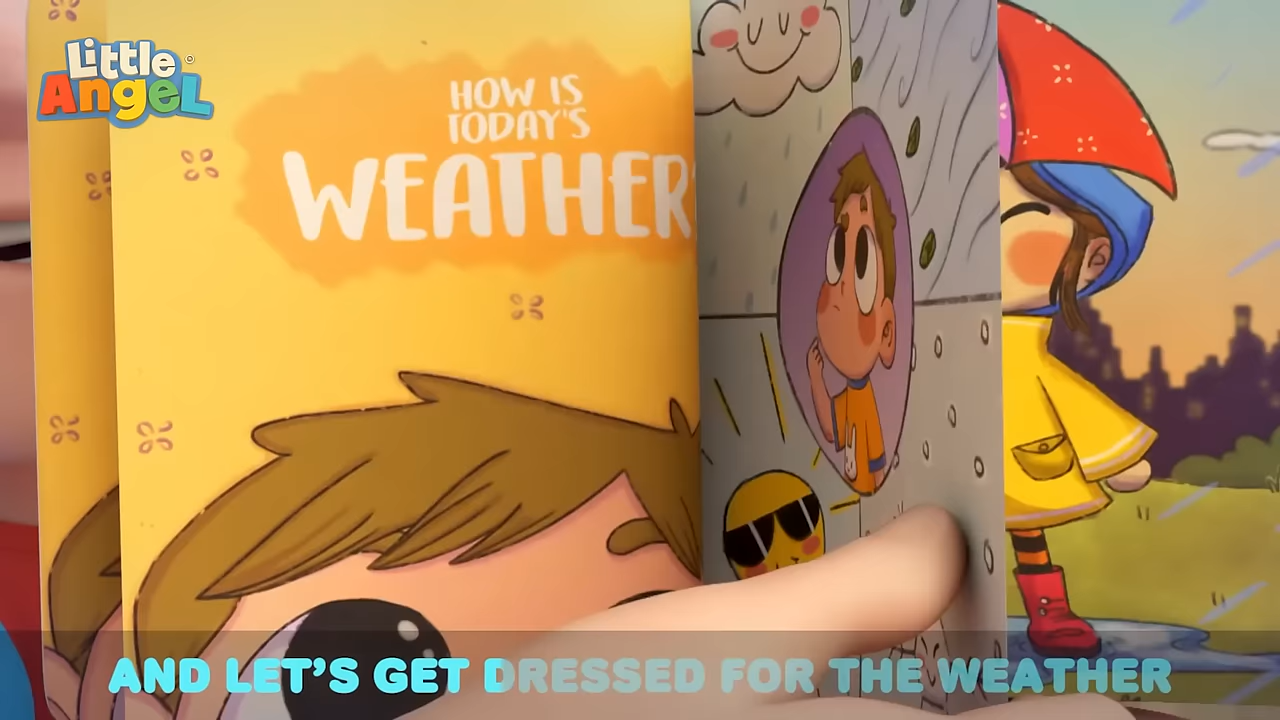 Little
Angel
HOW IS
TODAY'S
WEATHER?
AND LET'S GET DRESSED FOR THE WEATHER